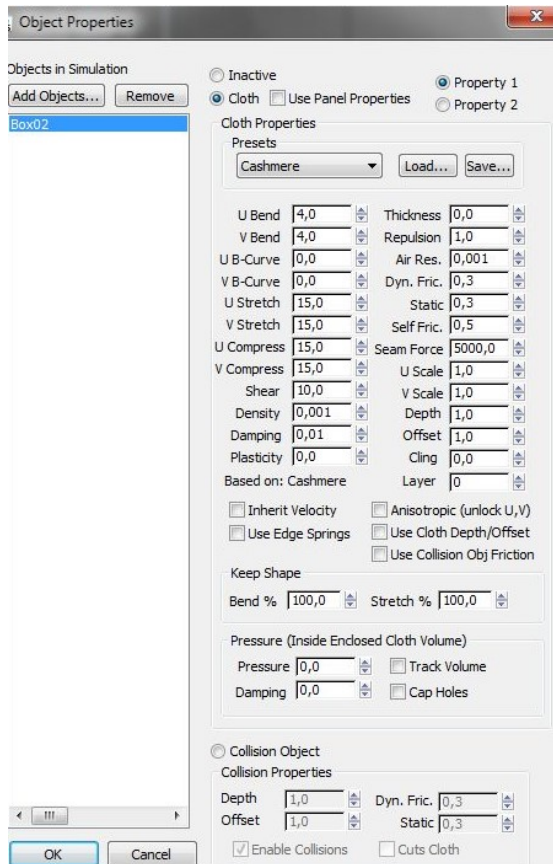 Object Properties
Objects in Simulation
Add Objects... Remove
Box02
Inactive
Cloth Use Panel Properties
Property 1
Property 2
Cloth Properties
Presets
Cashmere Load... Save...
U Bend 4,0 Thickness 0,0
V Bend 4,0 Repulsion 1,0
U B-Curve 0,0 Air Res. 0,001
V B-Curve 0,0 Dyn. Fric. 0,3
U Stretch 15,0 Static 0,3
V Stretch 15,0 Self Fric. 0,5
U Compress 15,0 Seam Force 5000,0
V Compress 15,0 U Scale 1,0
Shear 10,0 V Scale 1,0
Density 0,001 Depth 1,0
Damping 0,01 Offset 1,0
Plasticity 0,0 Cling 0,0
Based on: Cashmere Layer 0
Inherit Velocity Anisotropic (unlock U,V)
Use Edge Springs Use Cloth Depth/Offset
Use Collision Obj Friction
Keep Shape
Bend % 100,0 Stretch % 100,0
Pressure (Inside Enclosed Cloth Volume)
Pressure 0,0 Track Volume
Damping 0,0 Cap Holes
Collision Object
Collision Properties
Depth 1,0 Dyn. Fric. 0,3
Offset 1,0 Static 0,3
Enable Collisions Cuts Cloth
OK Cancel